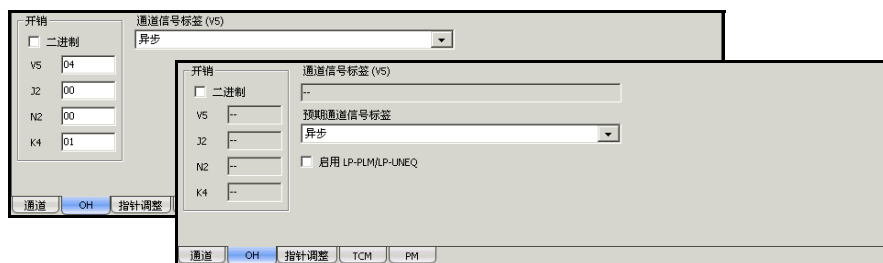 开销
通道信号标签 (V5)
二进制
异步
V5 04
J2 00
N2 00
K4 01
通道 OH 指针调整
开销
通道信号标签 (V5)
二进制
--
V5 --
预期通道信号标签
J2 --
异步
N2 --
启用 LP-PLM/LP-UNEQ
K4 --
通道 OH 指针调整 TCM PM